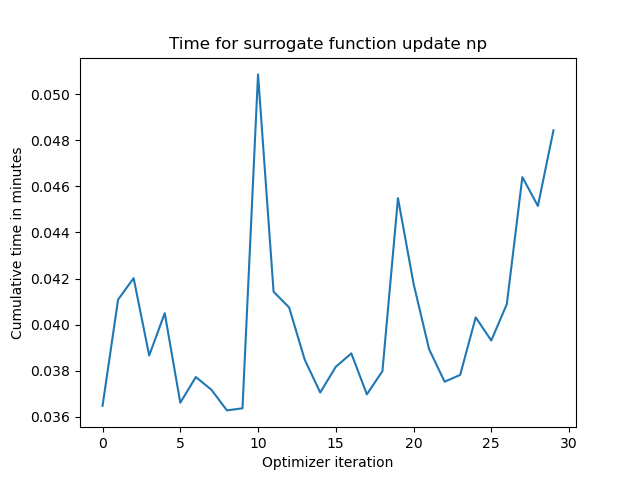 Time for surrogate function update np
Cumulative time in minutes
0.050
0.048
0.046
0.044
0.042
0.040
0.038
0.036
0 5 10 15 20 25 30
Optimizer iteration